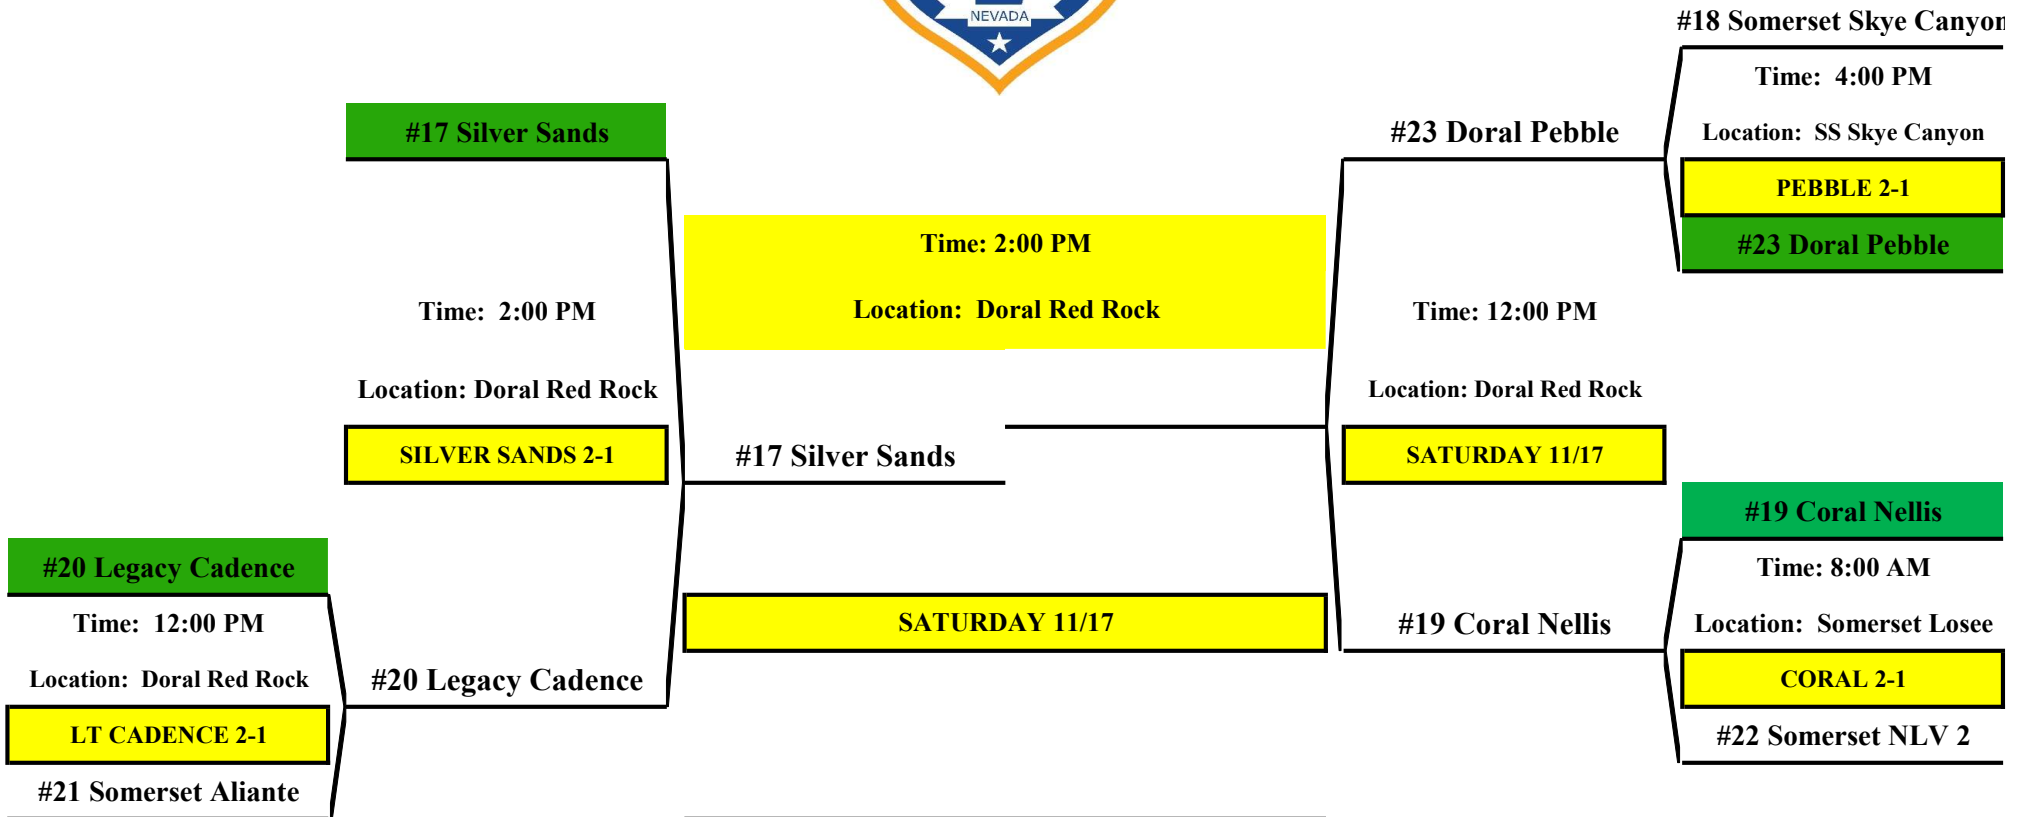 NEVADA
#18 Somerset Skye Canyon
Time: 4:00 PM
#17 Silver Sands
#23 Doral Pebble
Location: SS Skye Canyon
PEBBLE 2-1
Time: 2:00 PM
#23 Doral Pebble
Time: 2:00 PM
Location: Doral Red Rock
Time: 12:00 PM
Location: Doral Red Rock
Location: Doral Red Rock
SILVER SANDS 2-1
#17 Silver Sands
SATURDAY 11/17
#19 Coral Nellis
#20 Legacy Cadence
Time: 8:00 AM
Time: 12:00 PM
SATURDAY 11/17
#19 Coral Nellis
Location: Somerset Losee
Location: Doral Red Rock
#20 Legacy Cadence
CORAL 2-1
LT CADENCE 2-1
#22 Somerset NLV 2
#21 Somerset Aliante